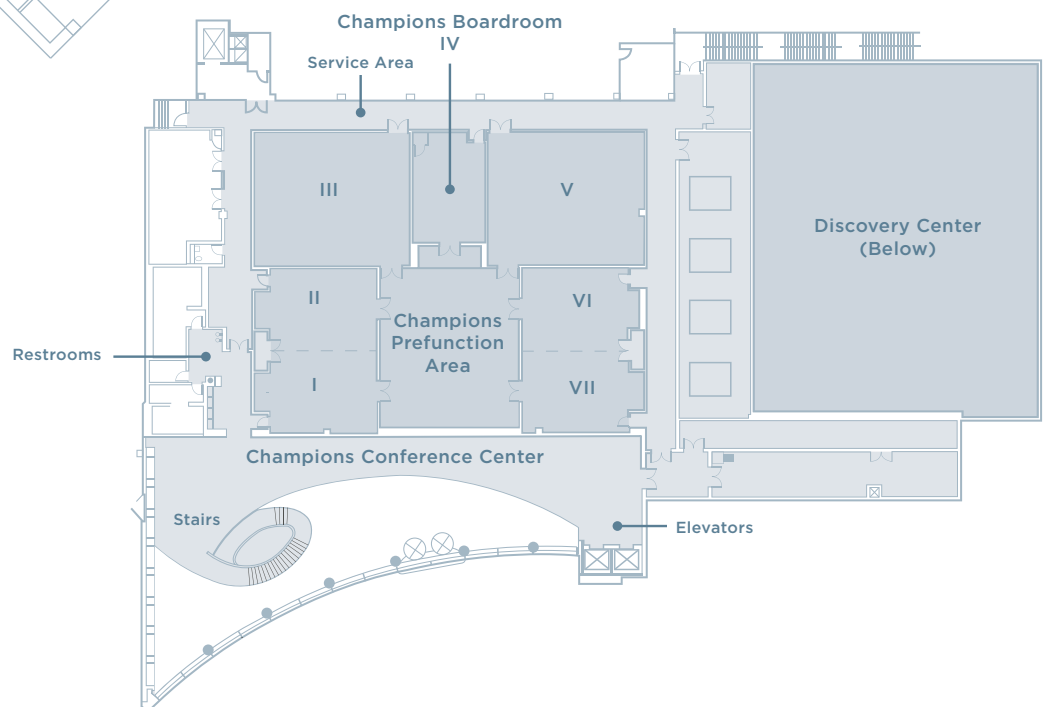 Champions Boardroom
IV
Service Area
III
V
Discovery Center
(Below)
II
VI
Champions
Prefunction
Area
Restrooms
I
VII
Champions Conference Center
Stairs
Elevators